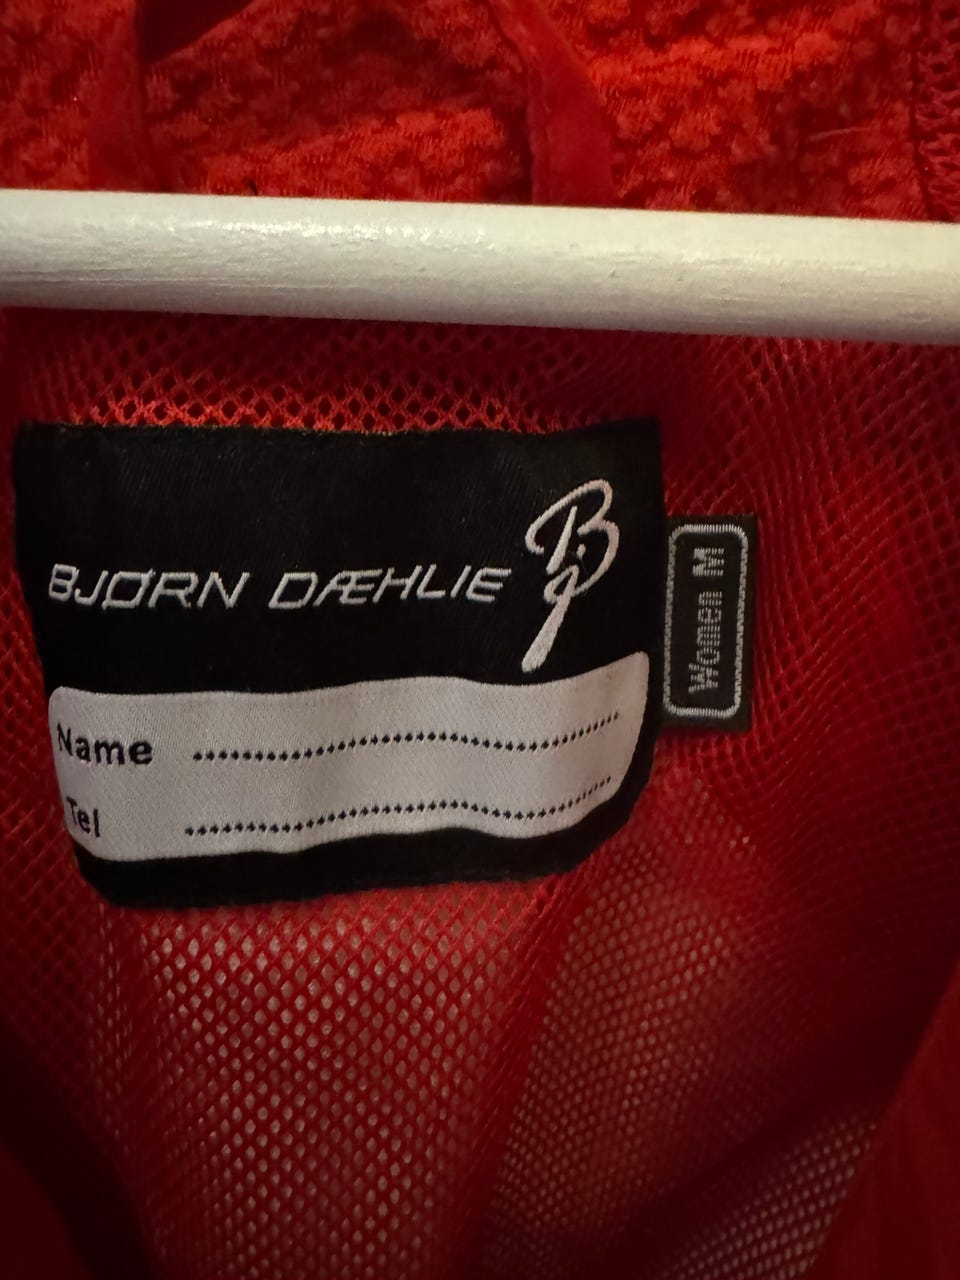 BJØRN DÆHLIE
Name ..............................
Tel ..............................
Women M